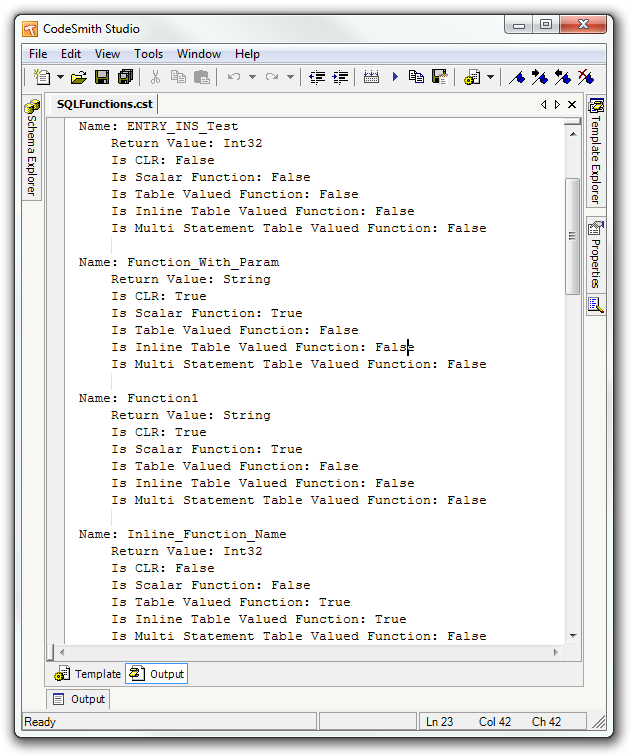 CodeSmith Studio
File Edit View Tools Window Help
SQLFunctions.cst
Schema Explorer
Template Explorer
Properties
Name: ENTRY_INS_Test
Return Value: Int32
Is CLR: False
Is Scalar Function: False
Is Table Valued Function: False
Is Inline Table Valued Function: False
Is Multi Statement Table Valued Function: False
Name: Function_With_Param
Return Value: String
Is CLR: True
Is Scalar Function: True
Is Table Valued Function: False
Is Inline Table Valued Function: False
Is Multi Statement Table Valued Function: False
Name: Function1
Return Value: String
Is CLR: True
Is Scalar Function: True
Is Table Valued Function: False
Is Inline Table Valued Function: False
Is Multi Statement Table Valued Function: False
Name: Inline_Function_Name
Return Value: Int32
Is CLR: False
Is Scalar Function: False
Is Table Valued Function: True
Is Inline Table Valued Function: True
Is Multi Statement Table Valued Function: False
Template Output
Output
Ready Ln 23 Col 42 Ch 42